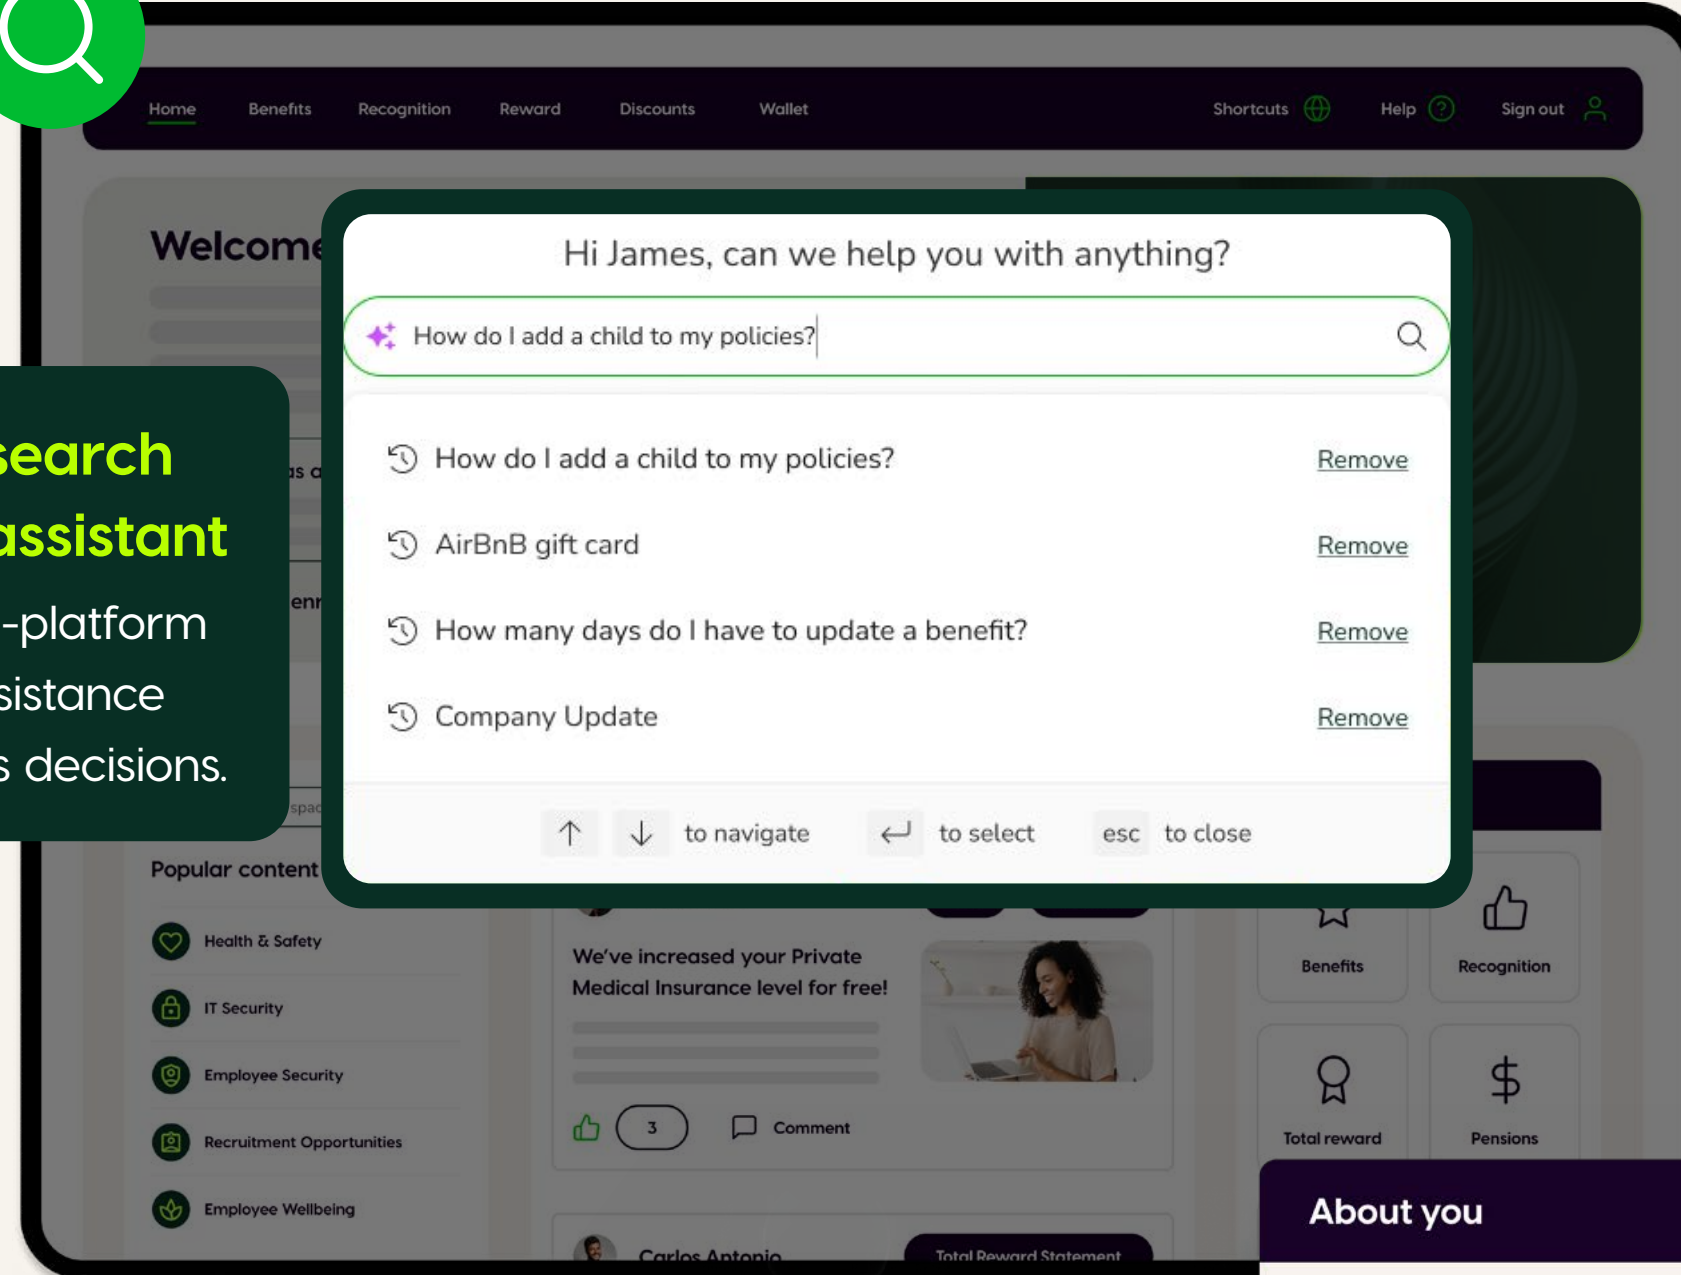 Home Benefits Recognition Reward Discounts Wallet Shortcuts Help Sign out
Welcome
Hi James, can we help you with anything?
How do I add a child to my policies?
How do I add a child to my policies? Remove
AirBnB gift card Remove
How many days do I have to update a benefit? Remove
Company Update Remove
to navigate to select esc to close
search
assistant
-platform
sistance
s decisions.
Popular content
Health & Safety
IT Security
Employee Security
Recruitment Opportunities
Employee Wellbeing
We've increased your Private
Medical Insurance level for free!
3 Comment
Carlos Antonio Total Reward Statement
Benefits Recognition
Total reward Pensions
About you